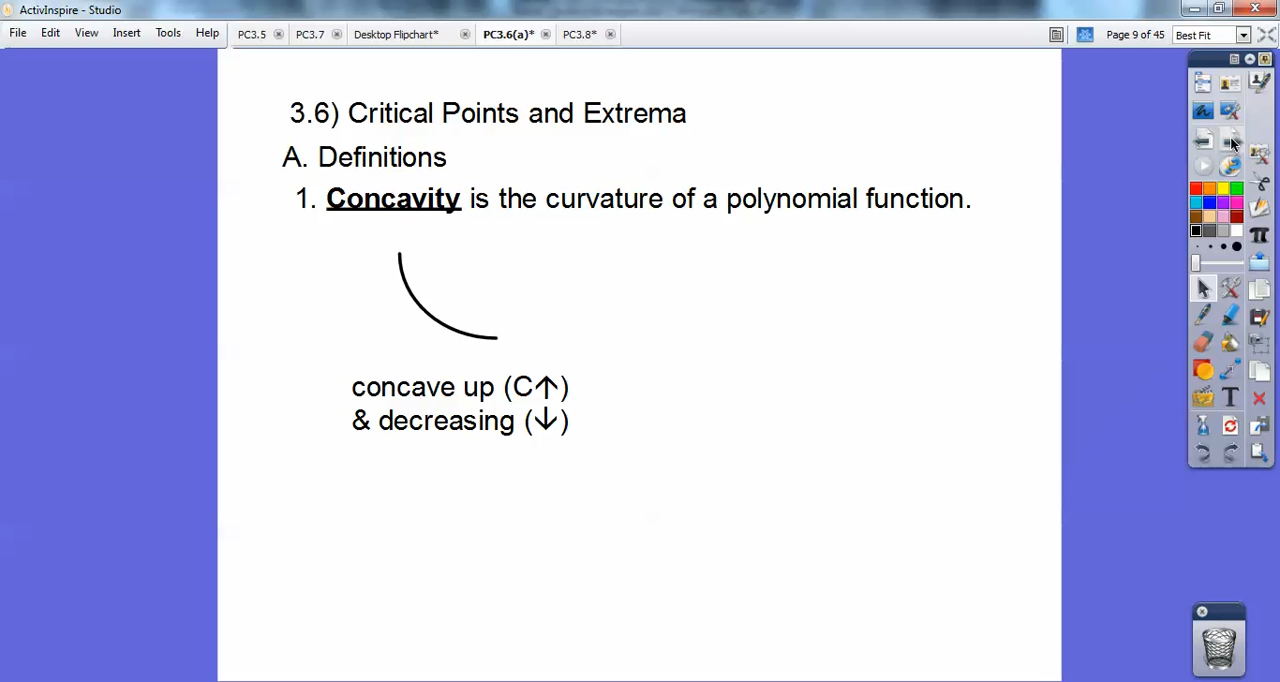 ActivInspire - Studio
File Edit View Insert Tools Help PC3.5 PC3.7 Desktop Flipchart* PC3.6(a)* PC3.8* Page 9 of 45 Best Fit
3.6) Critical Points and Extrema
A. Definitions
1. Concavity is the curvature of a polynomial function.
concave up (C↑)
& decreasing (↓)